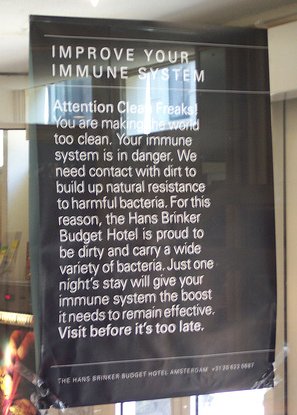 IMPROVE YOUR
IMMUNE SYSTEM
Attention Clean Freaks!
You are making the world
too clean. Your immune
system is in danger. We
need contact with dirt to
build up natural resistance
to harmful bacteria. For this
reason, the Hans Brinker
Budget Hotel is proud to
be dirty and carry a wide
variety of bacteria. Just one
night's stay will give your
immune system the boost
it needs to remain effective.
Visit before it's too late.
THE HANS BRINKER BUDGET HOTEL AMSTERDAM +31 20 622 0687